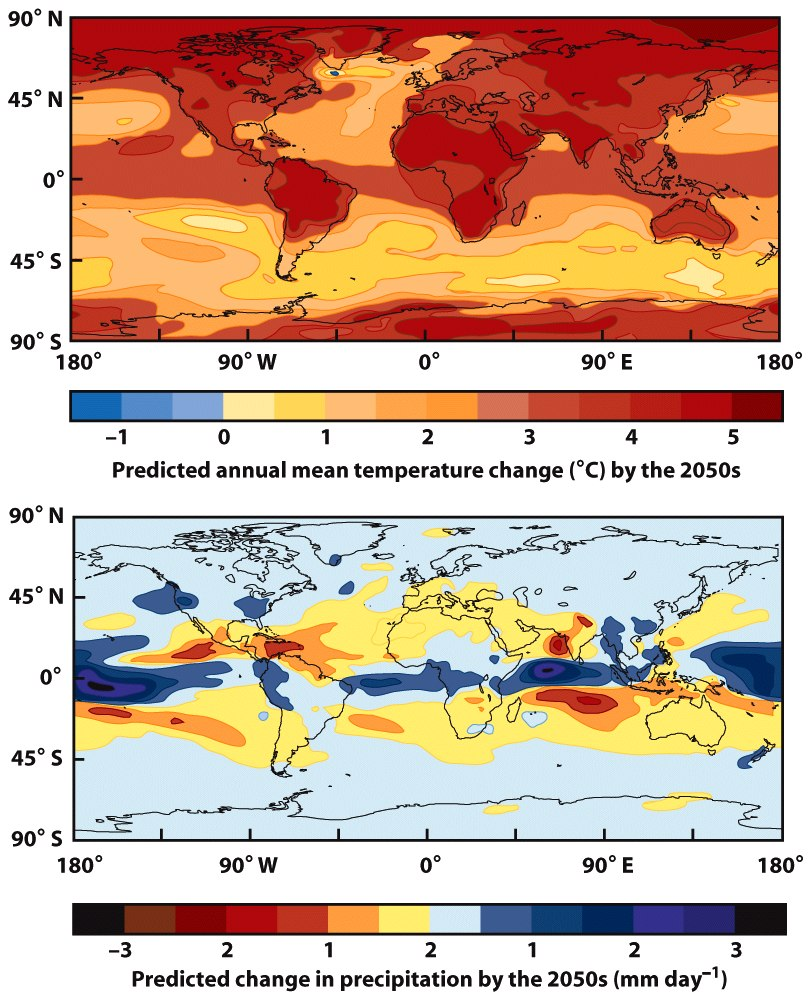 90° N
45° N
0°
45° S
90° S
180° 90° W 0° 90° E 180°
−1 0 1 2 3 4 5
Predicted annual mean temperature change (°C) by the 2050s
90° N
45° N
0°
45° S
90° S
180° 90° W 0° 90° E 180°
−3 2 1 2 1 2 3
Predicted change in precipitation by the 2050s (mm day⁻¹)